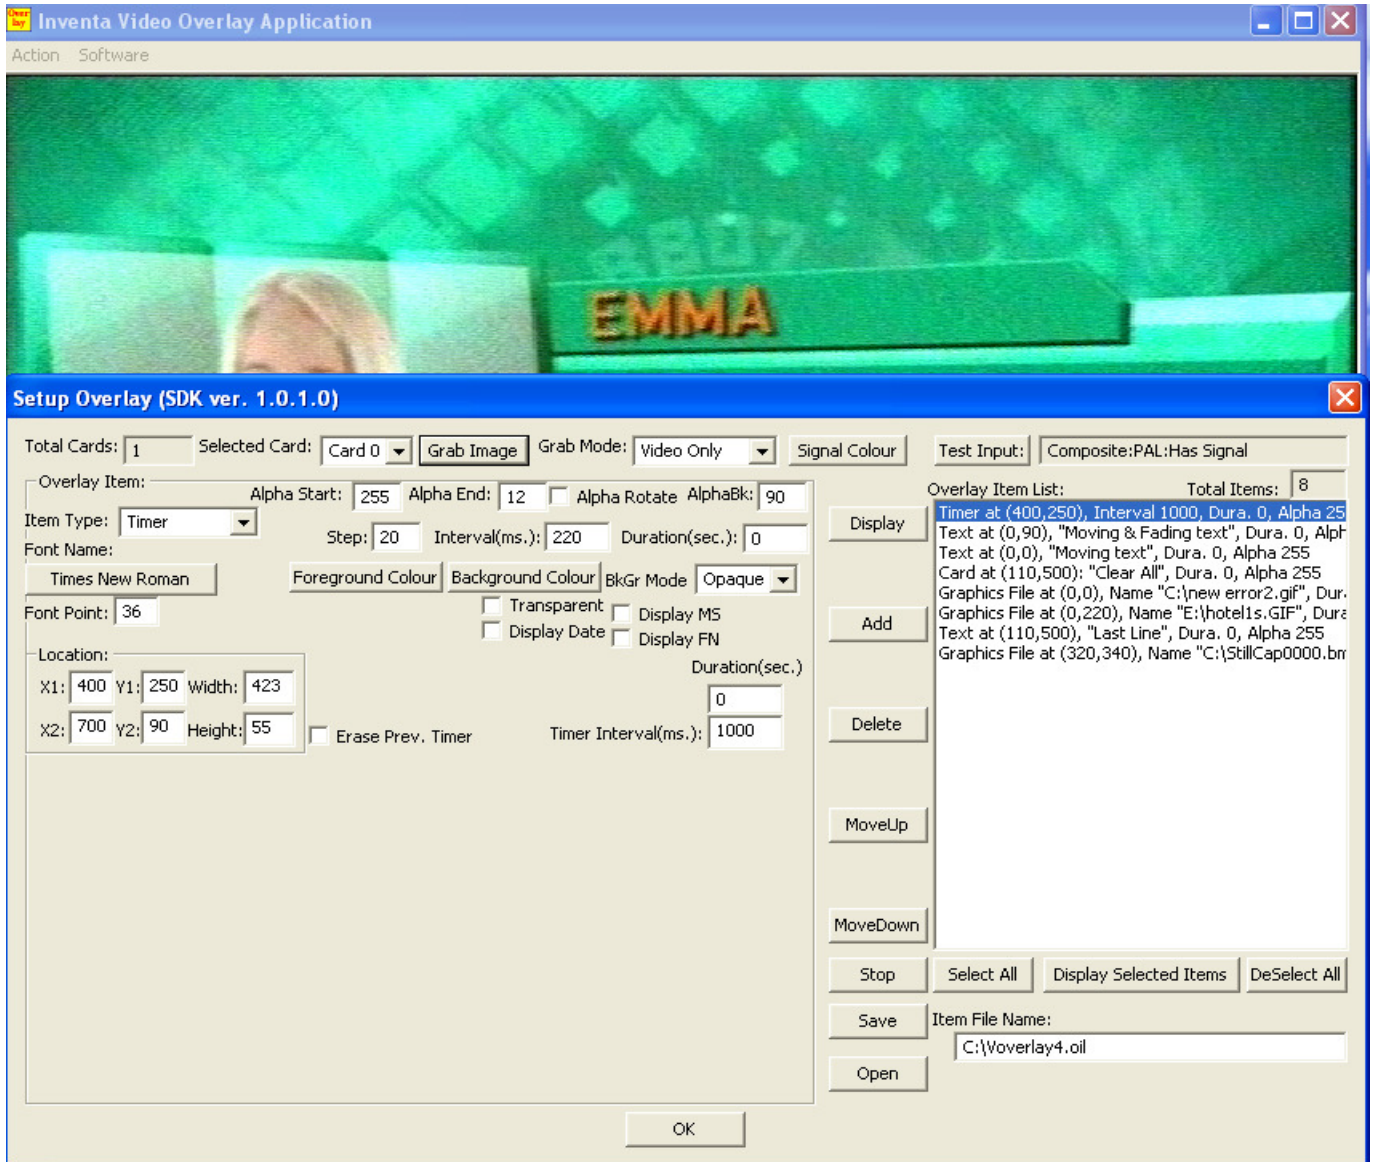 Over
lay
Inventa Video Overlay Application
Action Software
8807
EMMA
Setup Overlay (SDK ver. 1.0.1.0)
Total Cards: 1 Selected Card: Card 0 Grab Image Grab Mode: Video Only Signal Colour Test Input: Composite:PAL:Has Signal
Overlay Item:
Alpha Start: 255 Alpha End: 12 Alpha Rotate AlphaBk: 90
Item Type: Timer
Step: 20 Interval(ms.): 220 Duration(sec.): 0
Font Name:
Times New Roman
Foreground Colour Background Colour BkGr Mode Opaque
Font Point: 36
Transparent Display MS
Display Date Display FN
Location:
X1: 400 Y1: 250 Width: 423
X2: 700 Y2: 90 Height: 55
Erase Prev. Timer
Duration(sec.)
0
Timer Interval(ms.): 1000
Display
Add
Delete
MoveUp
MoveDown
Stop
Save
Open
Overlay Item List: Total Items: 8
Timer at (400,250), Interval 1000, Dura. 0, Alpha 25
Text at (0,90), "Moving & Fading text", Dura. 0, Alph
Text at (0,0), "Moving text", Dura. 0, Alpha 255
Card at (110,500): "Clear All", Dura. 0, Alpha 255
Graphics File at (0,0), Name "C:\new error2.gif", Dur.
Graphics File at (0,220), Name "E:\hotel1s.GIF", Dura
Text at (110,500), "Last Line", Dura. 0, Alpha 255
Graphics File at (320,340), Name "C:\StillCap0000.bm
Select All Display Selected Items DeSelect All
Item File Name:
C:\Voverlay4.oil
OK